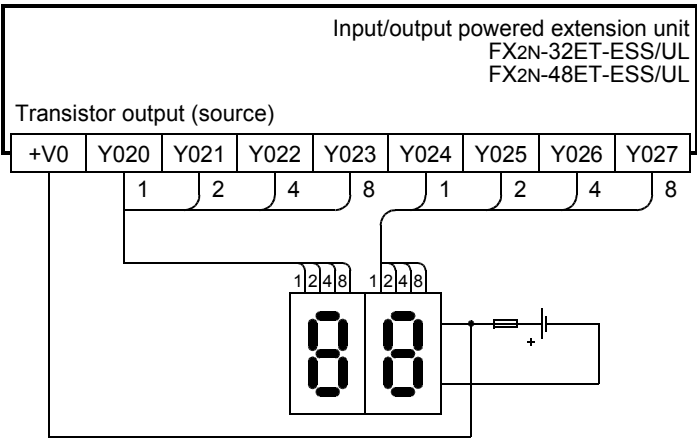 Input/output powered extension unit
FX2N-32ET-ESS/UL
FX2N-48ET-ESS/UL
Transistor output (source)
+V0 Y020 Y021 Y022 Y023 Y024 Y025 Y026 Y027
1 2 4 8 1 2 4 8
1 2 4 8 1 2 4 8
8 8
+